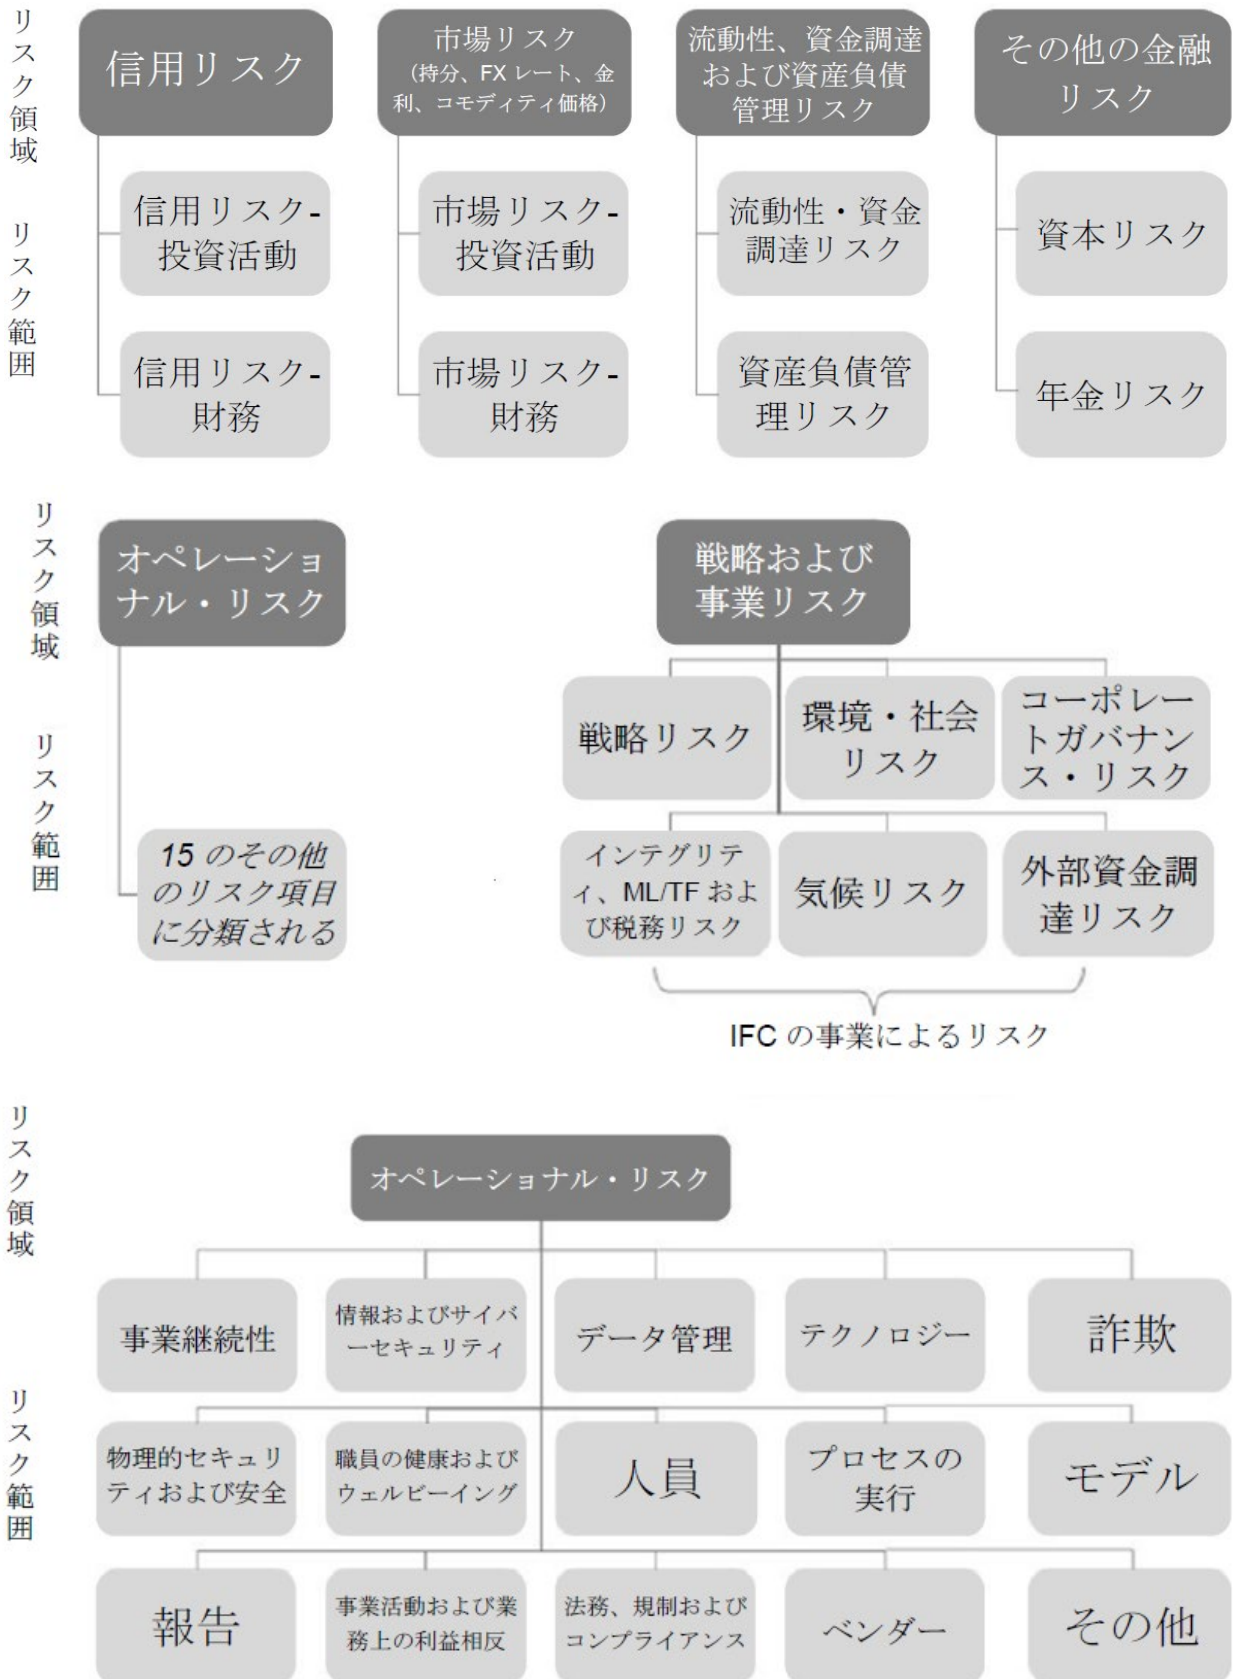 リスク領域
信用リスク
市場リスク
（持分、FX レート、金
利、コモディティ価格）
流動性、資金調達
および資産負債
管理リスク
その他の金融
リスク
リスク範囲
信用リスク-
投資活動
市場リスク-
投資活動
流動性・資金
調達リスク
資本リスク
信用リスク-
財務
市場リスク-
財務
資産負債管
理リスク
年金リスク
リスク領域
オペレーショ
ナル・リスク
戦略および
事業リスク
リスク範囲
戦略リスク
環境・社会
リスク
コーポレー
トガバナン
ス・リスク
15 のその他
のリスク項目
に分類される
インテグリテ
ィ、ML/TF およ
び税務リスク
気候リスク
外部資金調
達リスク
IFC の事業によるリスク
リスク領域
オペレーショナル・リスク
リスク範囲
事業継続性
情報およびサイバ
ーセキュリティ
データ管理
テクノロジー
詐欺
物理的セキュリ
ティおよび安全
職員の健康および
ウェルビーイング
人員
プロセスの
実行
モデル
報告
事業活動および業
務上の利益相反
法務、規制および
コンプライアンス
ベンダー
その他